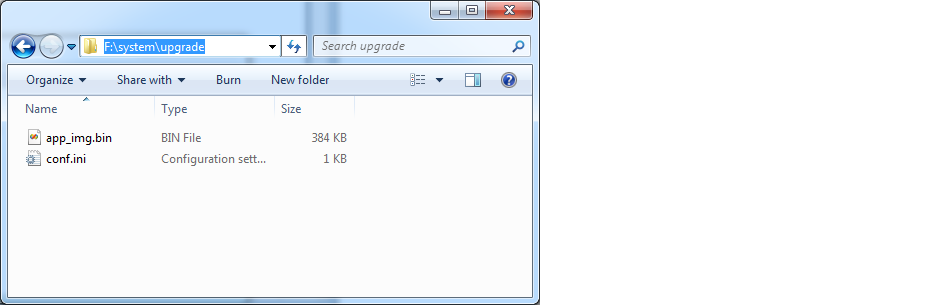 F:\system\upgrade
Search upgrade
Organize Share with Burn New folder
Name Type Size
app_img.bin BIN File 384 KB
conf.ini Configuration sett... 1 KB